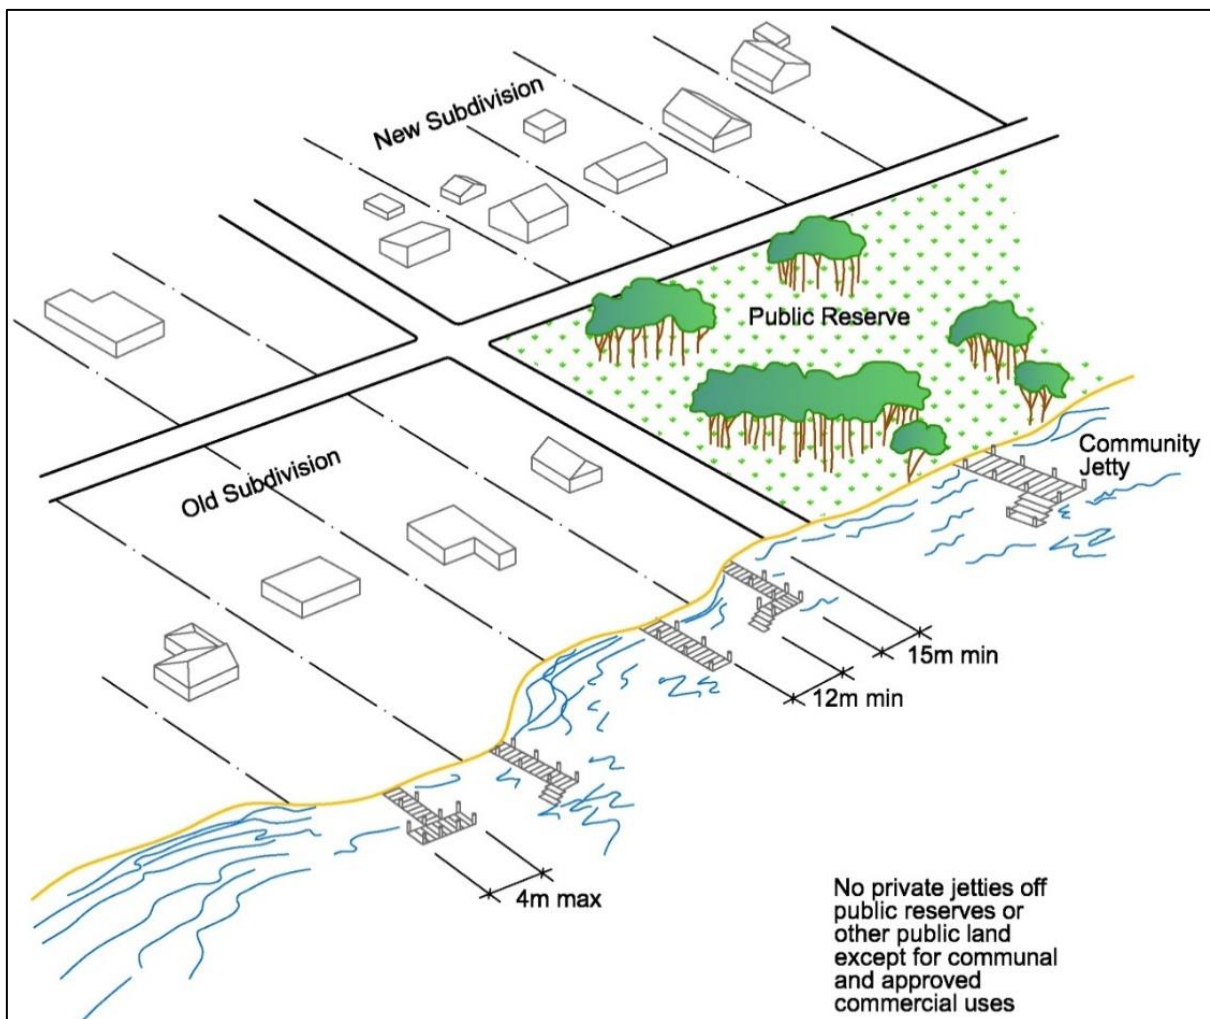 New Subdivision
Public Reserve
Community
Jetty
Old Subdivision
15m min
12m min
4m max
No private jetties off
public reserves or
other public land
except for communal
and approved
commercial uses